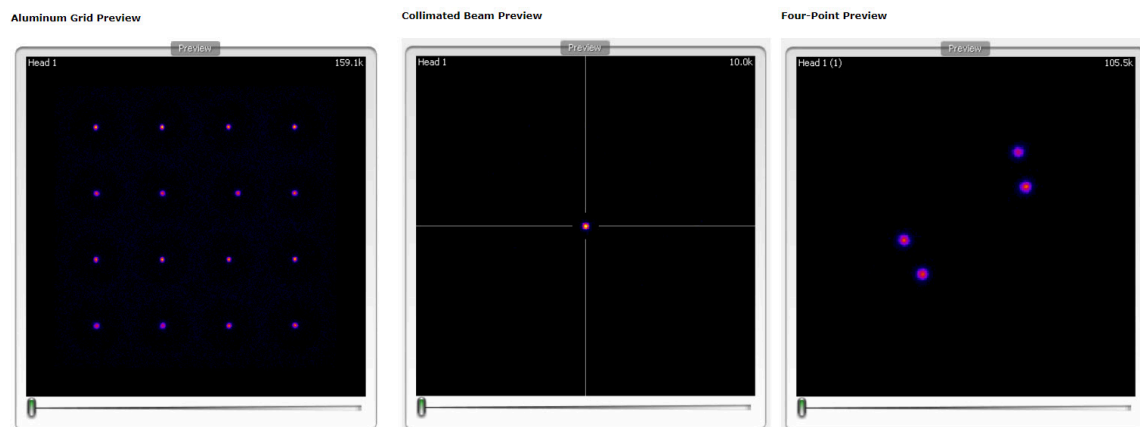 Aluminum Grid Preview
Preview
Head 1
159.1k
Collimated Beam Preview
Preview
Head 1
10.0k
Four-Point Preview
Preview
Head 1 (1)
105.5k